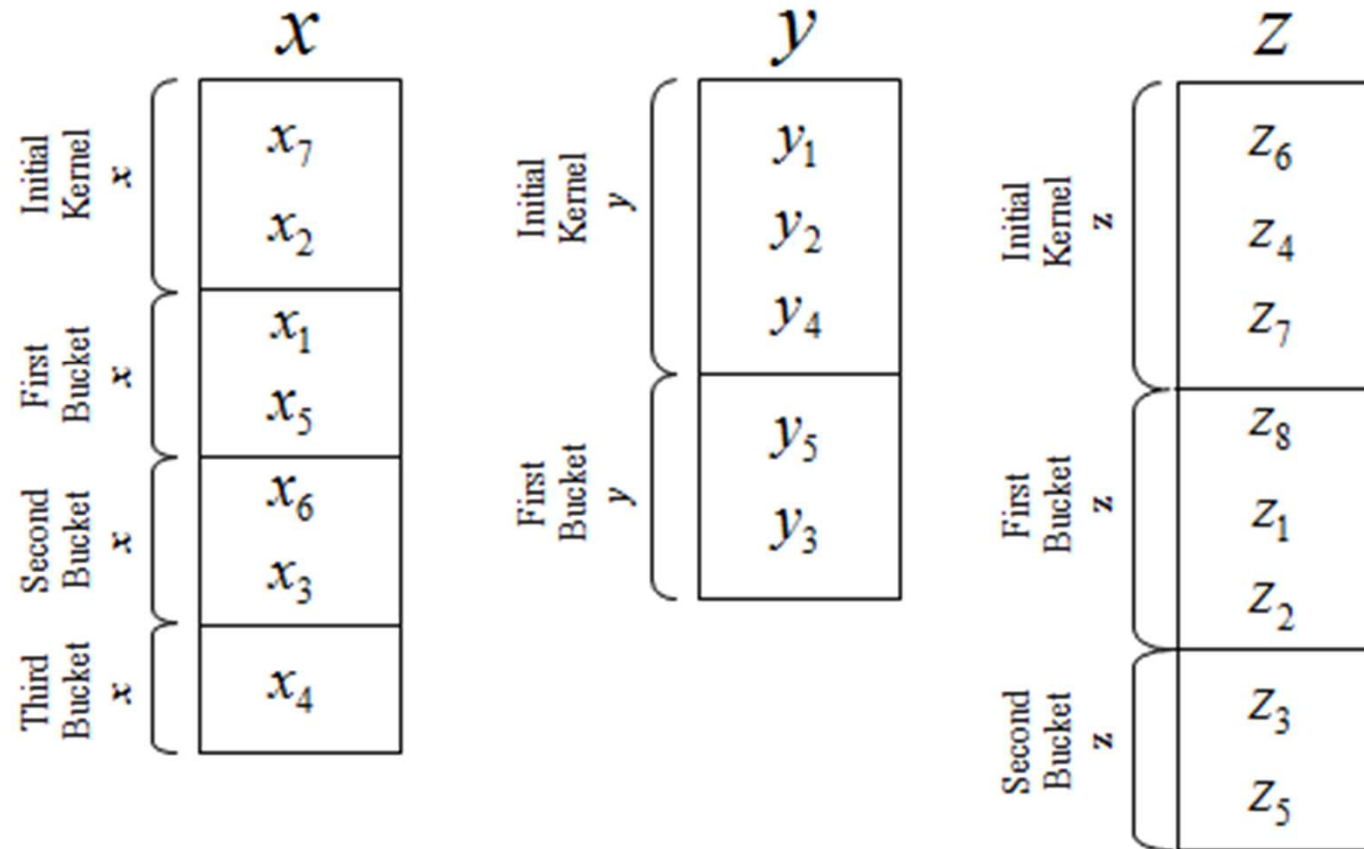 x
Initial
Kernel
x
x₇
x₂
First
Bucket
x
x₁
x₅
Second
Bucket
x
x₆
x₃
Third
Bucket
x
x₄
y
Initial
Kernel
y
y₁
y₂
y₄
First
Bucket
y
y₅
y₃
z
Initial
Kernel
z
z₆
z₄
z₇
First
Bucket
z
z₈
z₁
z₂
Second
Bucket
z
z₃
z₅